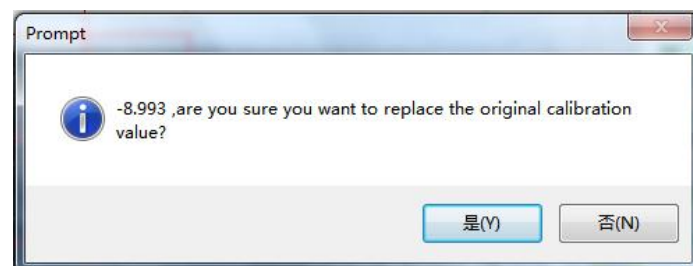 Prompt
-8.993 ,are you sure you want to replace the original calibration
value?
是(Y)
否(N)